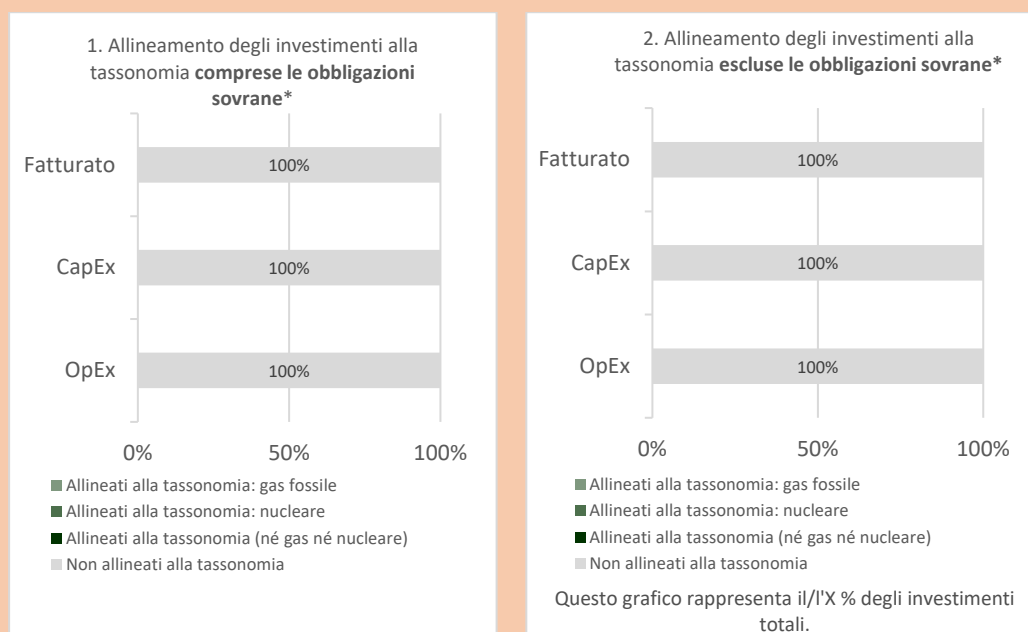 1. Allineamento degli investimenti alla
tassonomia comprese le obbligazioni
sovrane*
Fatturato
100%
CapEx
100%
OpEx
100%
0%
50%
100%
Allineati alla tassonomia: gas fossile
Allineati alla tassonomia: nucleare
Allineati alla tassonomia (né gas né nucleare)
Non allineati alla tassonomia
2. Allineamento degli investimenti alla
tassonomia escluse le obbligazioni sovrane*
Fatturato
100%
CapEx
100%
OpEx
100%
0%
50%
100%
Allineati alla tassonomia: gas fossile
Allineati alla tassonomia: nucleare
Allineati alla tassonomia (né gas né nucleare)
Non allineati alla tassonomia
Questo grafico rappresenta il/l'X % degli investimenti
totali.